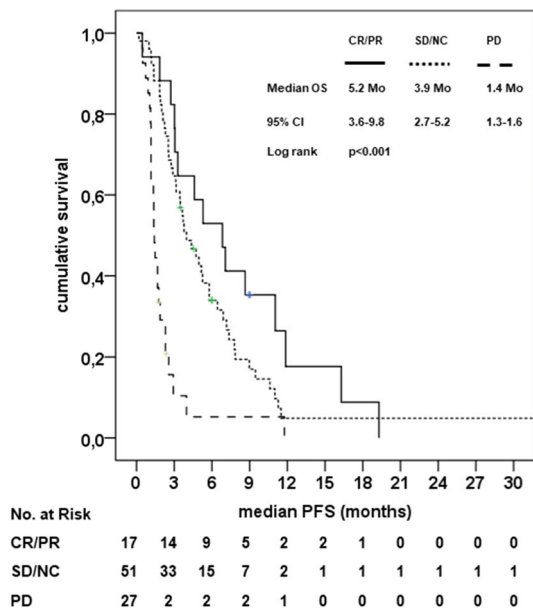 CR/PR SD/NC PD
Median OS 5.2 Mo 3.9 Mo 1.4 Mo
95% CI 3.6-9.8 2.7-5.2 1.3-1.6
Log rank p<0.001
cumulative survival
1,0
0,8
0,6
0,4
0,2
0,0
0 3 6 9 12 15 18 21 24 27 30
median PFS (months)
No. at Risk
CR/PR 17 14 9 5 2 2 1 0 0 0 0
SD/NC 51 33 15 7 2 1 1 1 1 1 1
PD 27 2 2 2 1 0 0 0 0 0 0